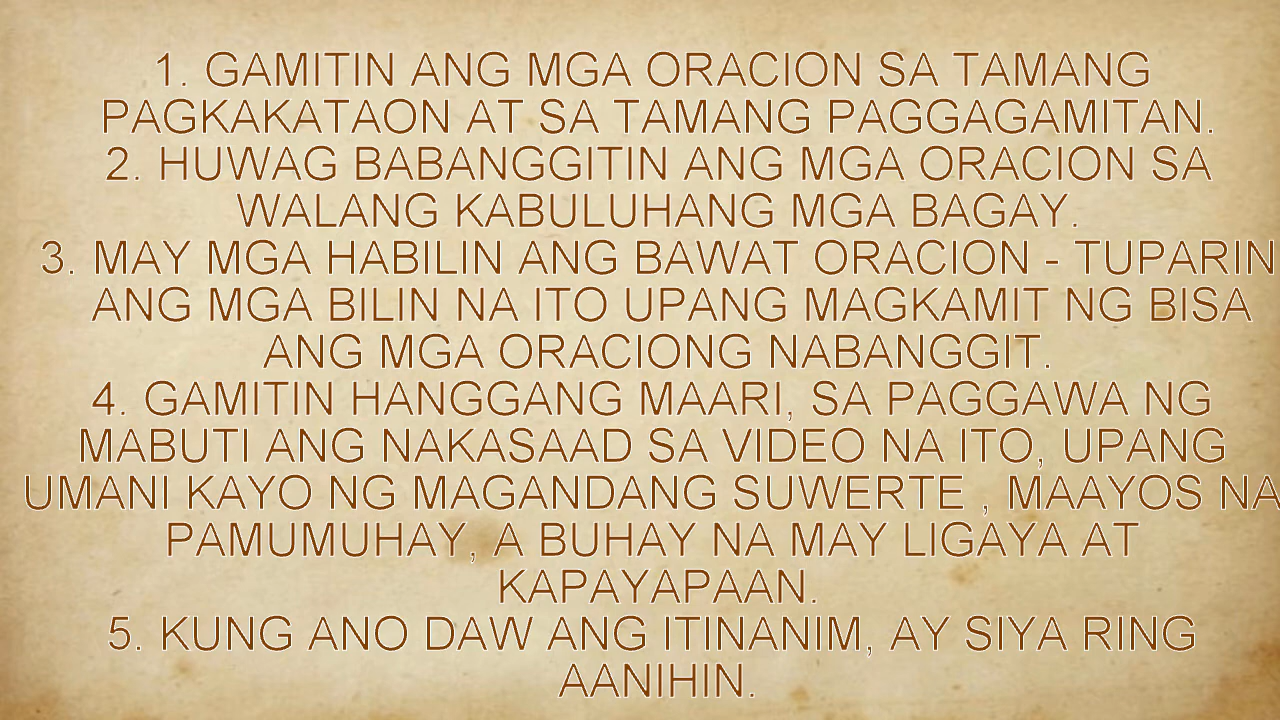 1. GAMITIN ANG MGA ORACION SA TAMANG
PAGKAKATAON AT SA TAMANG PAGGAGAMITAN.
2. HUWAG BABANGGITIN ANG MGA ORACION SA
WALANG KABULUHANG MGA BAGAY.
3. MAY MGA HABILIN ANG BAWAT ORACION - TUPARIN
ANG MGA BILIN NA ITO UPANG MAGKAMIT NG BISA
ANG MGA ORACIONG NABANGGIT.
4. GAMITIN HANGGANG MAARI, SA PAGGAWA NG
MABUTI ANG NAKASAAD SA VIDEO NA ITO, UPANG
UMANI KAYO NG MAGANDANG SUWERTE , MAAYOS NA
PAMUMUHAY, A BUHAY NA MAY LIGAYA AT
KAPAYAPAAN.
5. KUNG ANO DAW ANG ITINANIM, AY SIYA RING
AANIHIN.